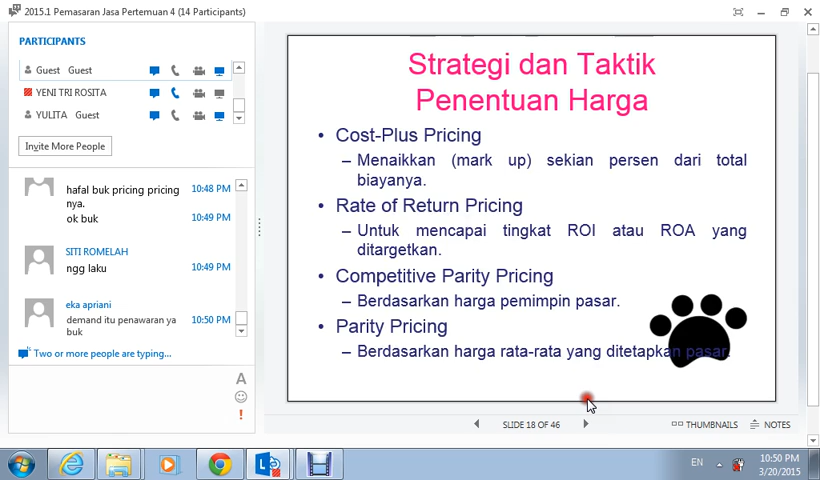 2015.1 Pemasaran Jasa Pertemuan 4 (14 Participants)
PARTICIPANTS
Guest Guest
YENI TRI ROSITA
YULITA Guest
Invite More People
hafal buk pricing pricing 10:48 PM
nya.
ok buk 10:49 PM
SITI ROMELAH
ngg laku 10:49 PM
eka apriani
demand itu penawaran ya 10:50 PM
buk
Two or more people are typing...
A
!
Strategi dan Taktik
Penentuan Harga
• Cost-Plus Pricing
– Menaikkan (mark up) sekian persen dari total
biayanya.
• Rate of Return Pricing
– Untuk mencapai tingkat ROI atau ROA yang
ditargetkan.
• Competitive Parity Pricing
– Berdasarkan harga pemimpin pasar.
• Parity Pricing
– Berdasarkan harga rata-rata yang ditetapkan pasar.
SLIDE 18 OF 46
THUMBNAILS
NOTES
EN
10:50 PM
3/20/2015